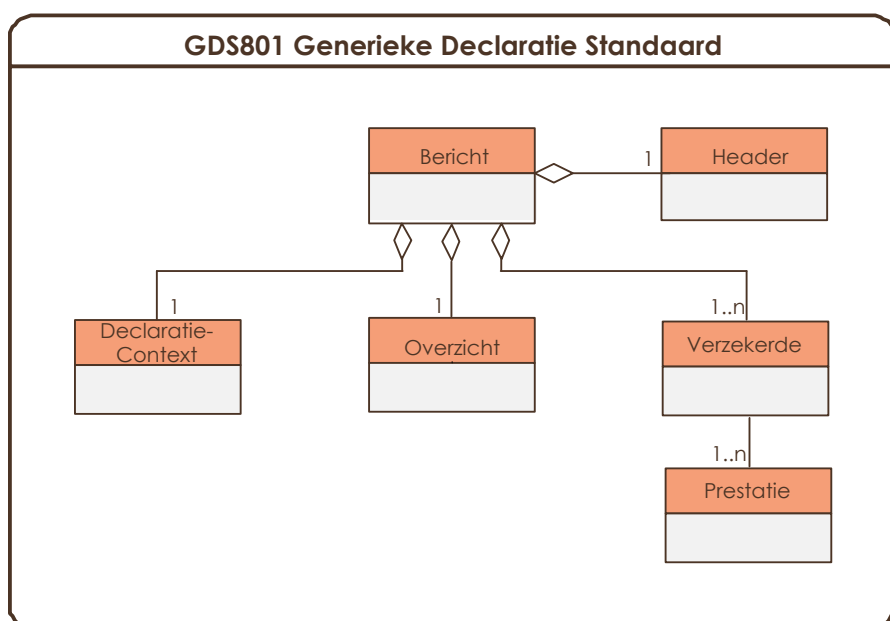 GDS801 Generieke Declaratie Standaard
Bericht
1
Header
1
1
1..n
Declaratie-
Context
Overzicht
Verzekerde
1..n
Prestatie